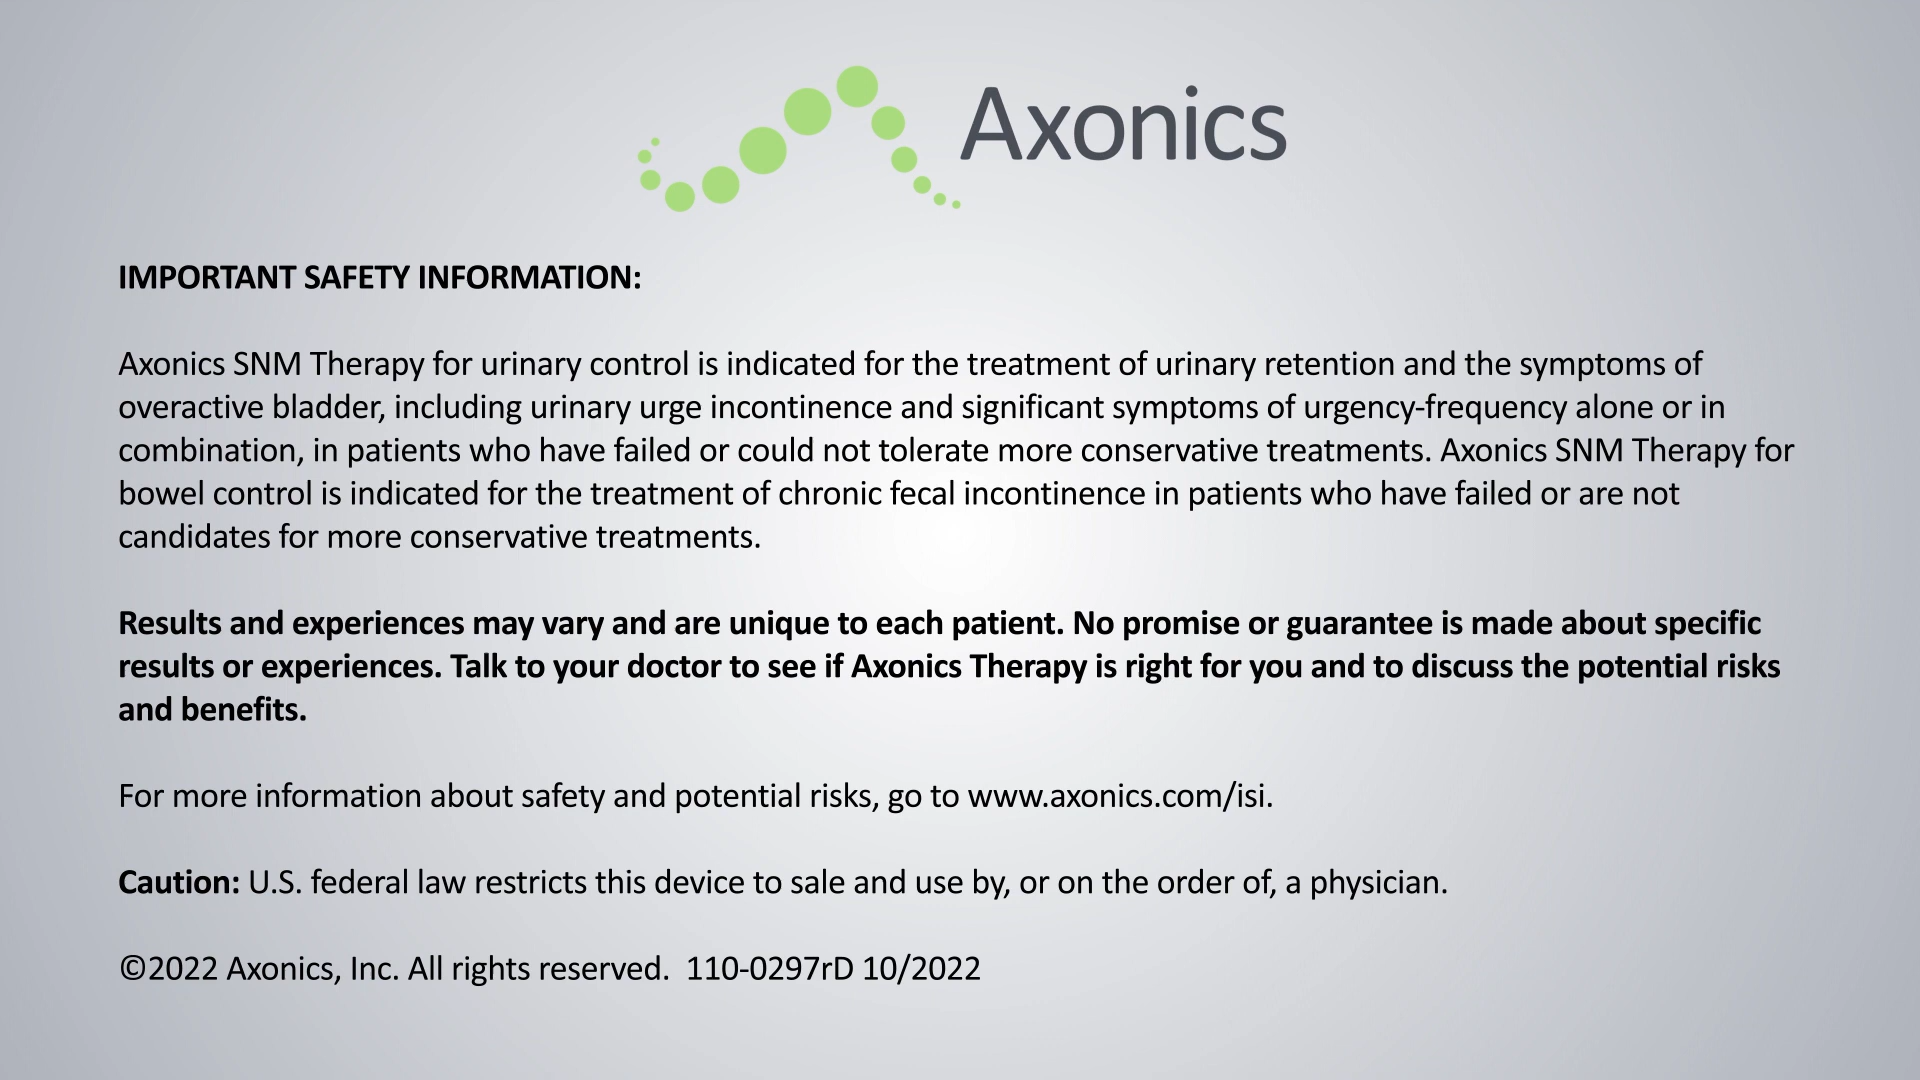 Axonics
IMPORTANT SAFETY INFORMATION:
Axonics SNM Therapy for urinary control is indicated for the treatment of urinary retention and the symptoms of
overactive bladder, including urinary urge incontinence and significant symptoms of urgency-frequency alone or in
combination, in patients who have failed or could not tolerate more conservative treatments. Axonics SNM Therapy for
bowel control is indicated for the treatment of chronic fecal incontinence in patients who have failed or are not
candidates for more conservative treatments.
Results and experiences may vary and are unique to each patient. No promise or guarantee is made about specific
results or experiences. Talk to your doctor to see if Axonics Therapy is right for you and to discuss the potential risks
and benefits.
For more information about safety and potential risks, go to www.axonics.com/isi.
Caution: U.S. federal law restricts this device to sale and use by, or on the order of, a physician.
©2022 Axonics, Inc. All rights reserved.  110-0297rD 10/2022